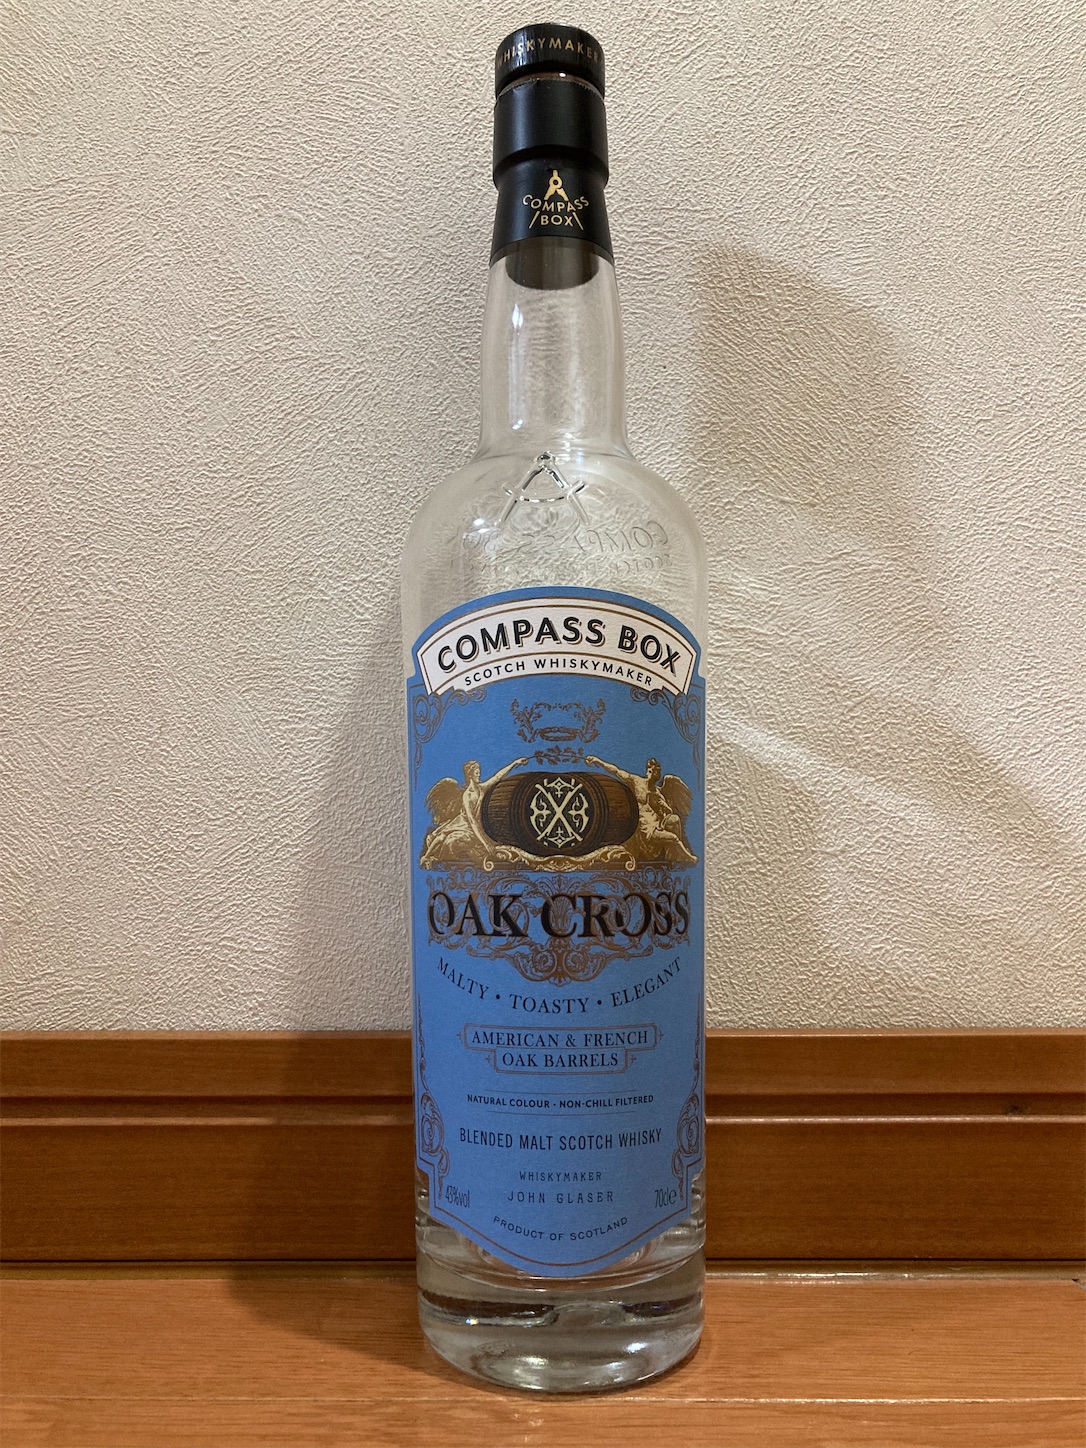 WHISKYMAKER
COMPASS
BOX
COMPASS BOX
SCOTCH WHISKYMAKER
OAK CROSS
MALTY • TOASTY • ELEGANT
AMERICAN & FRENCH
OAK BARRELS
NATURAL COLOUR • NON-CHILL FILTERED
BLENDED MALT SCOTCH WHISKY
WHISKYMAKER
JOHN GLASER
43%vol
70cle
PRODUCT OF SCOTLAND